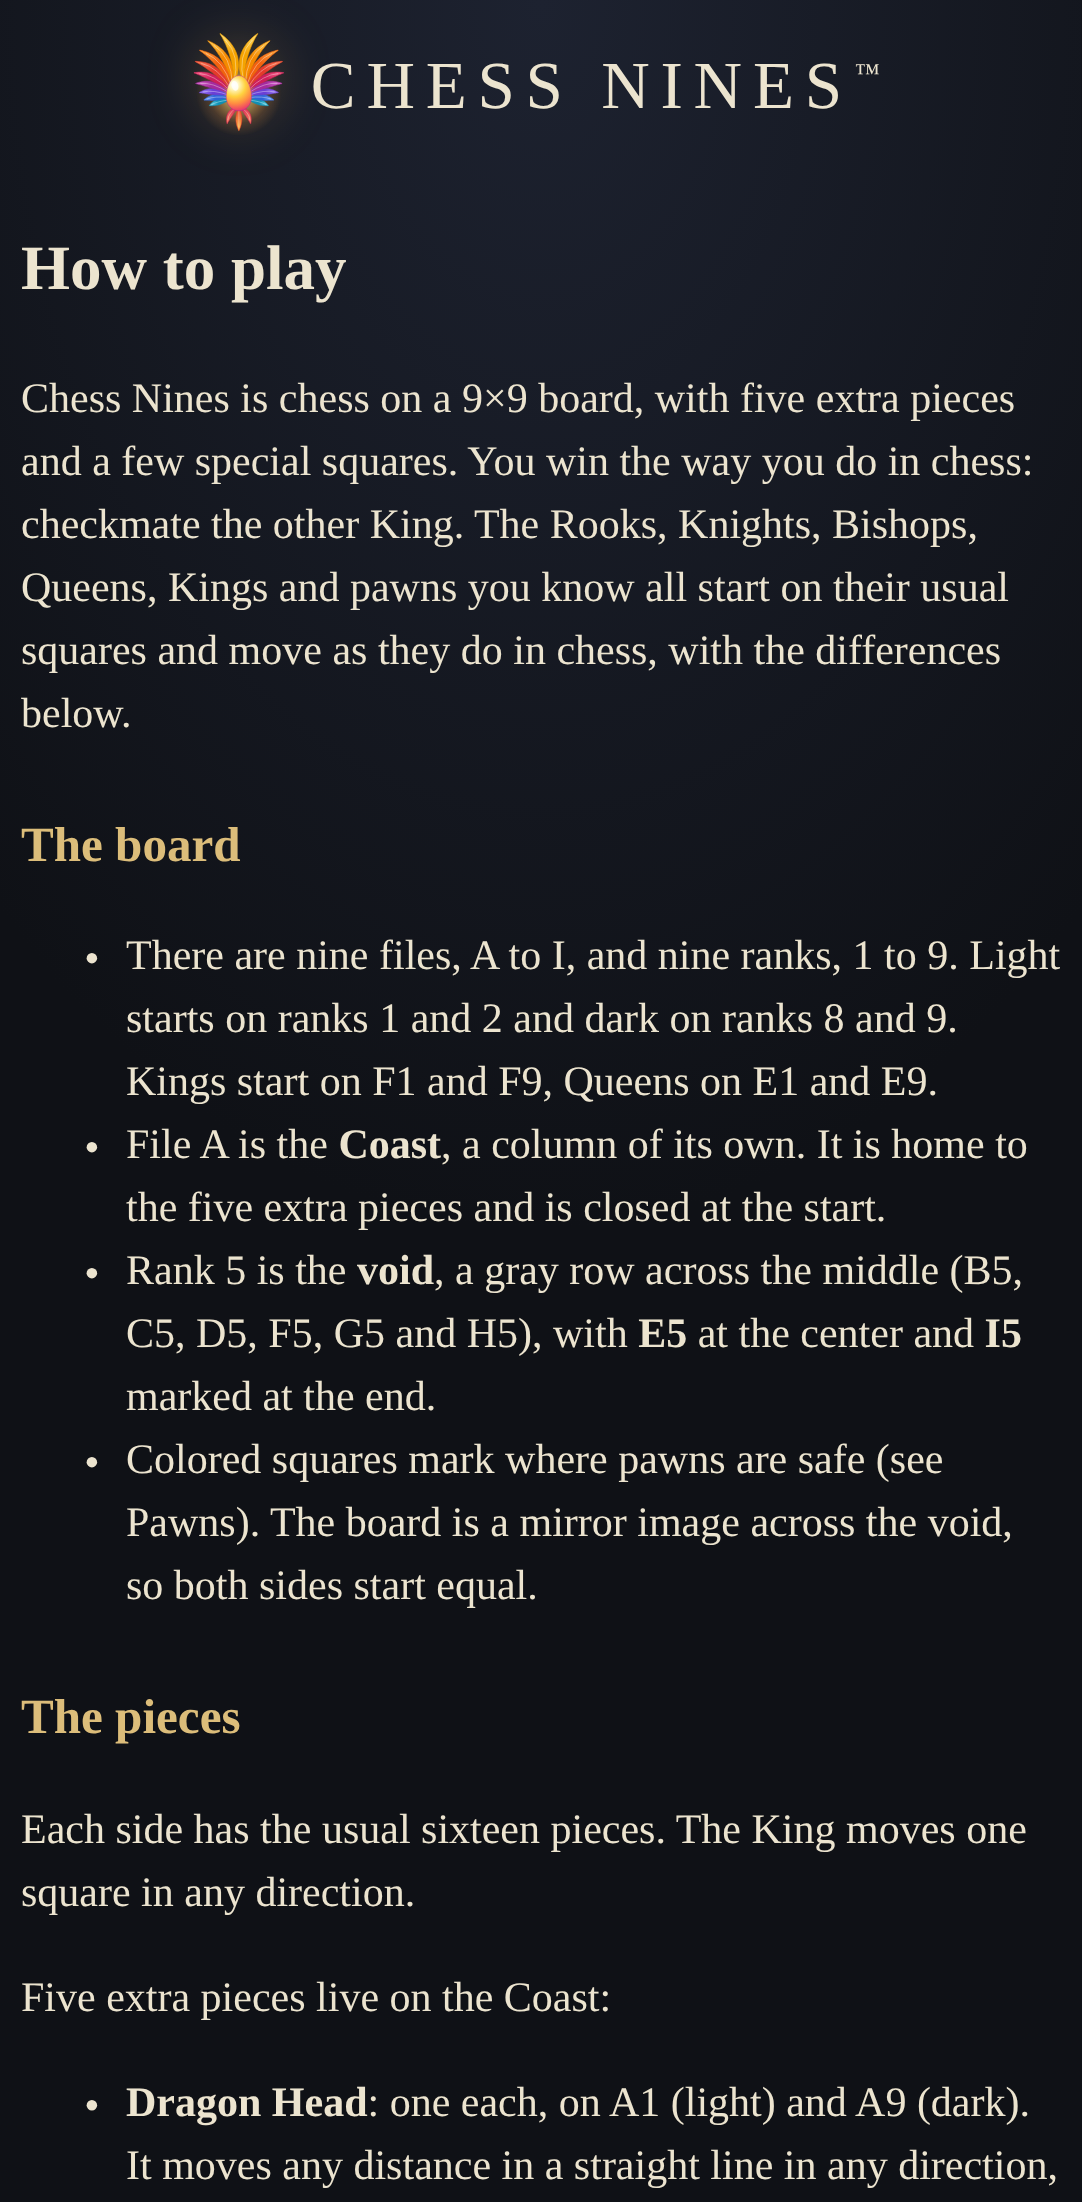 CHESS NINES™
How to play
Chess Nines is chess on a 9×9 board, with five extra pieces
and a few special squares. You win the way you do in chess:
checkmate the other King. The Rooks, Knights, Bishops,
Queens, Kings and pawns you know all start on their usual
squares and move as they do in chess, with the differences
below.
The board
• There are nine files, A to I, and nine ranks, 1 to 9. Light
starts on ranks 1 and 2 and dark on ranks 8 and 9.
Kings start on F1 and F9, Queens on E1 and E9.
• File A is the Coast, a column of its own. It is home to
the five extra pieces and is closed at the start.
• Rank 5 is the void, a gray row across the middle (B5,
C5, D5, F5, G5 and H5), with E5 at the center and I5
marked at the end.
• Colored squares mark where pawns are safe (see
Pawns). The board is a mirror image across the void,
so both sides start equal.
The pieces
Each side has the usual sixteen pieces. The King moves one
square in any direction.
Five extra pieces live on the Coast:
• Dragon Head: one each, on A1 (light) and A9 (dark).
It moves any distance in a straight line in any direction,